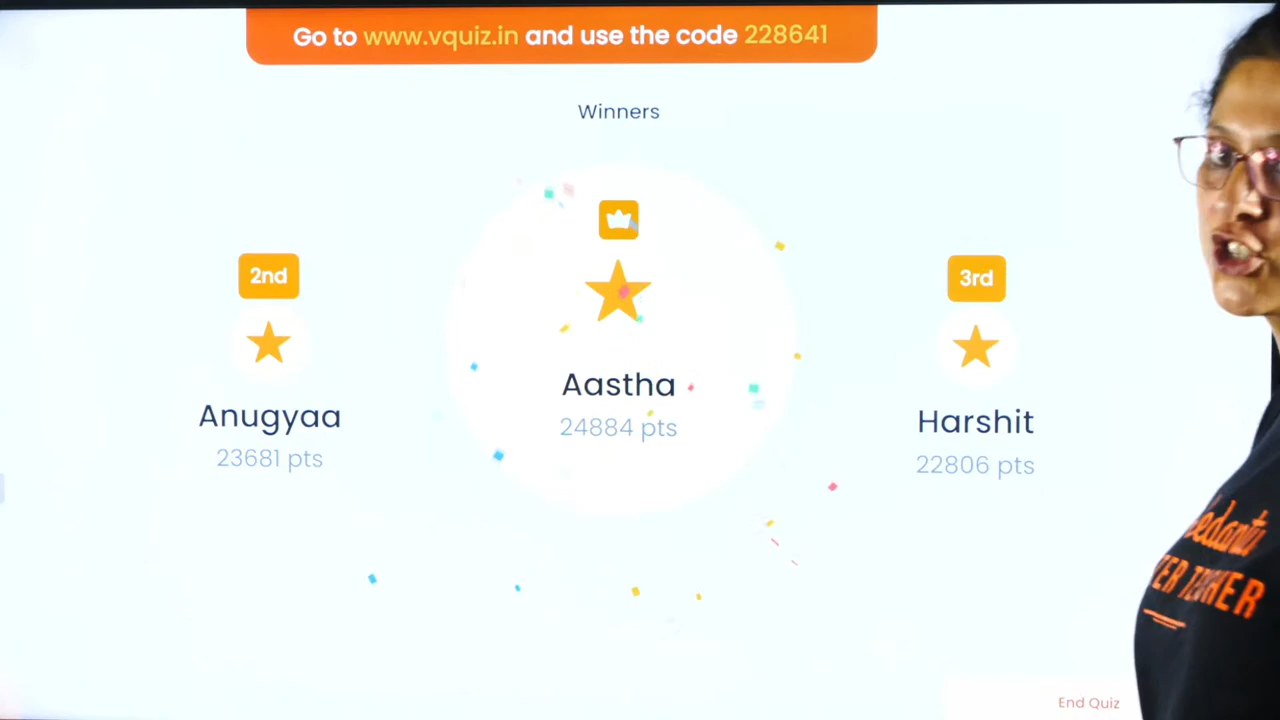 Go to www.vquiz.in and use the code 228641
Winners
2nd
3rd
Anugyaa
23681 pts
Aastha
24884 pts
Harshit
22806 pts
End Quiz